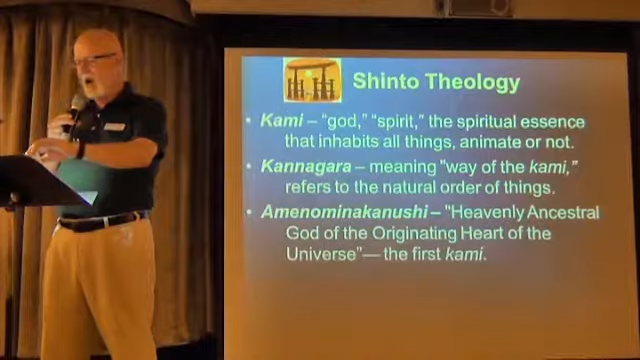 Shinto Theology
• Kami – "god," "spirit," the spiritual essence
that inhabits all things, animate or not.
• Kannagara – meaning "way of the kami,"
refers to the natural order of things.
• Amenominakanushi – "Heavenly Ancestral
God of the Originating Heart of the
Universe"— the first kami.